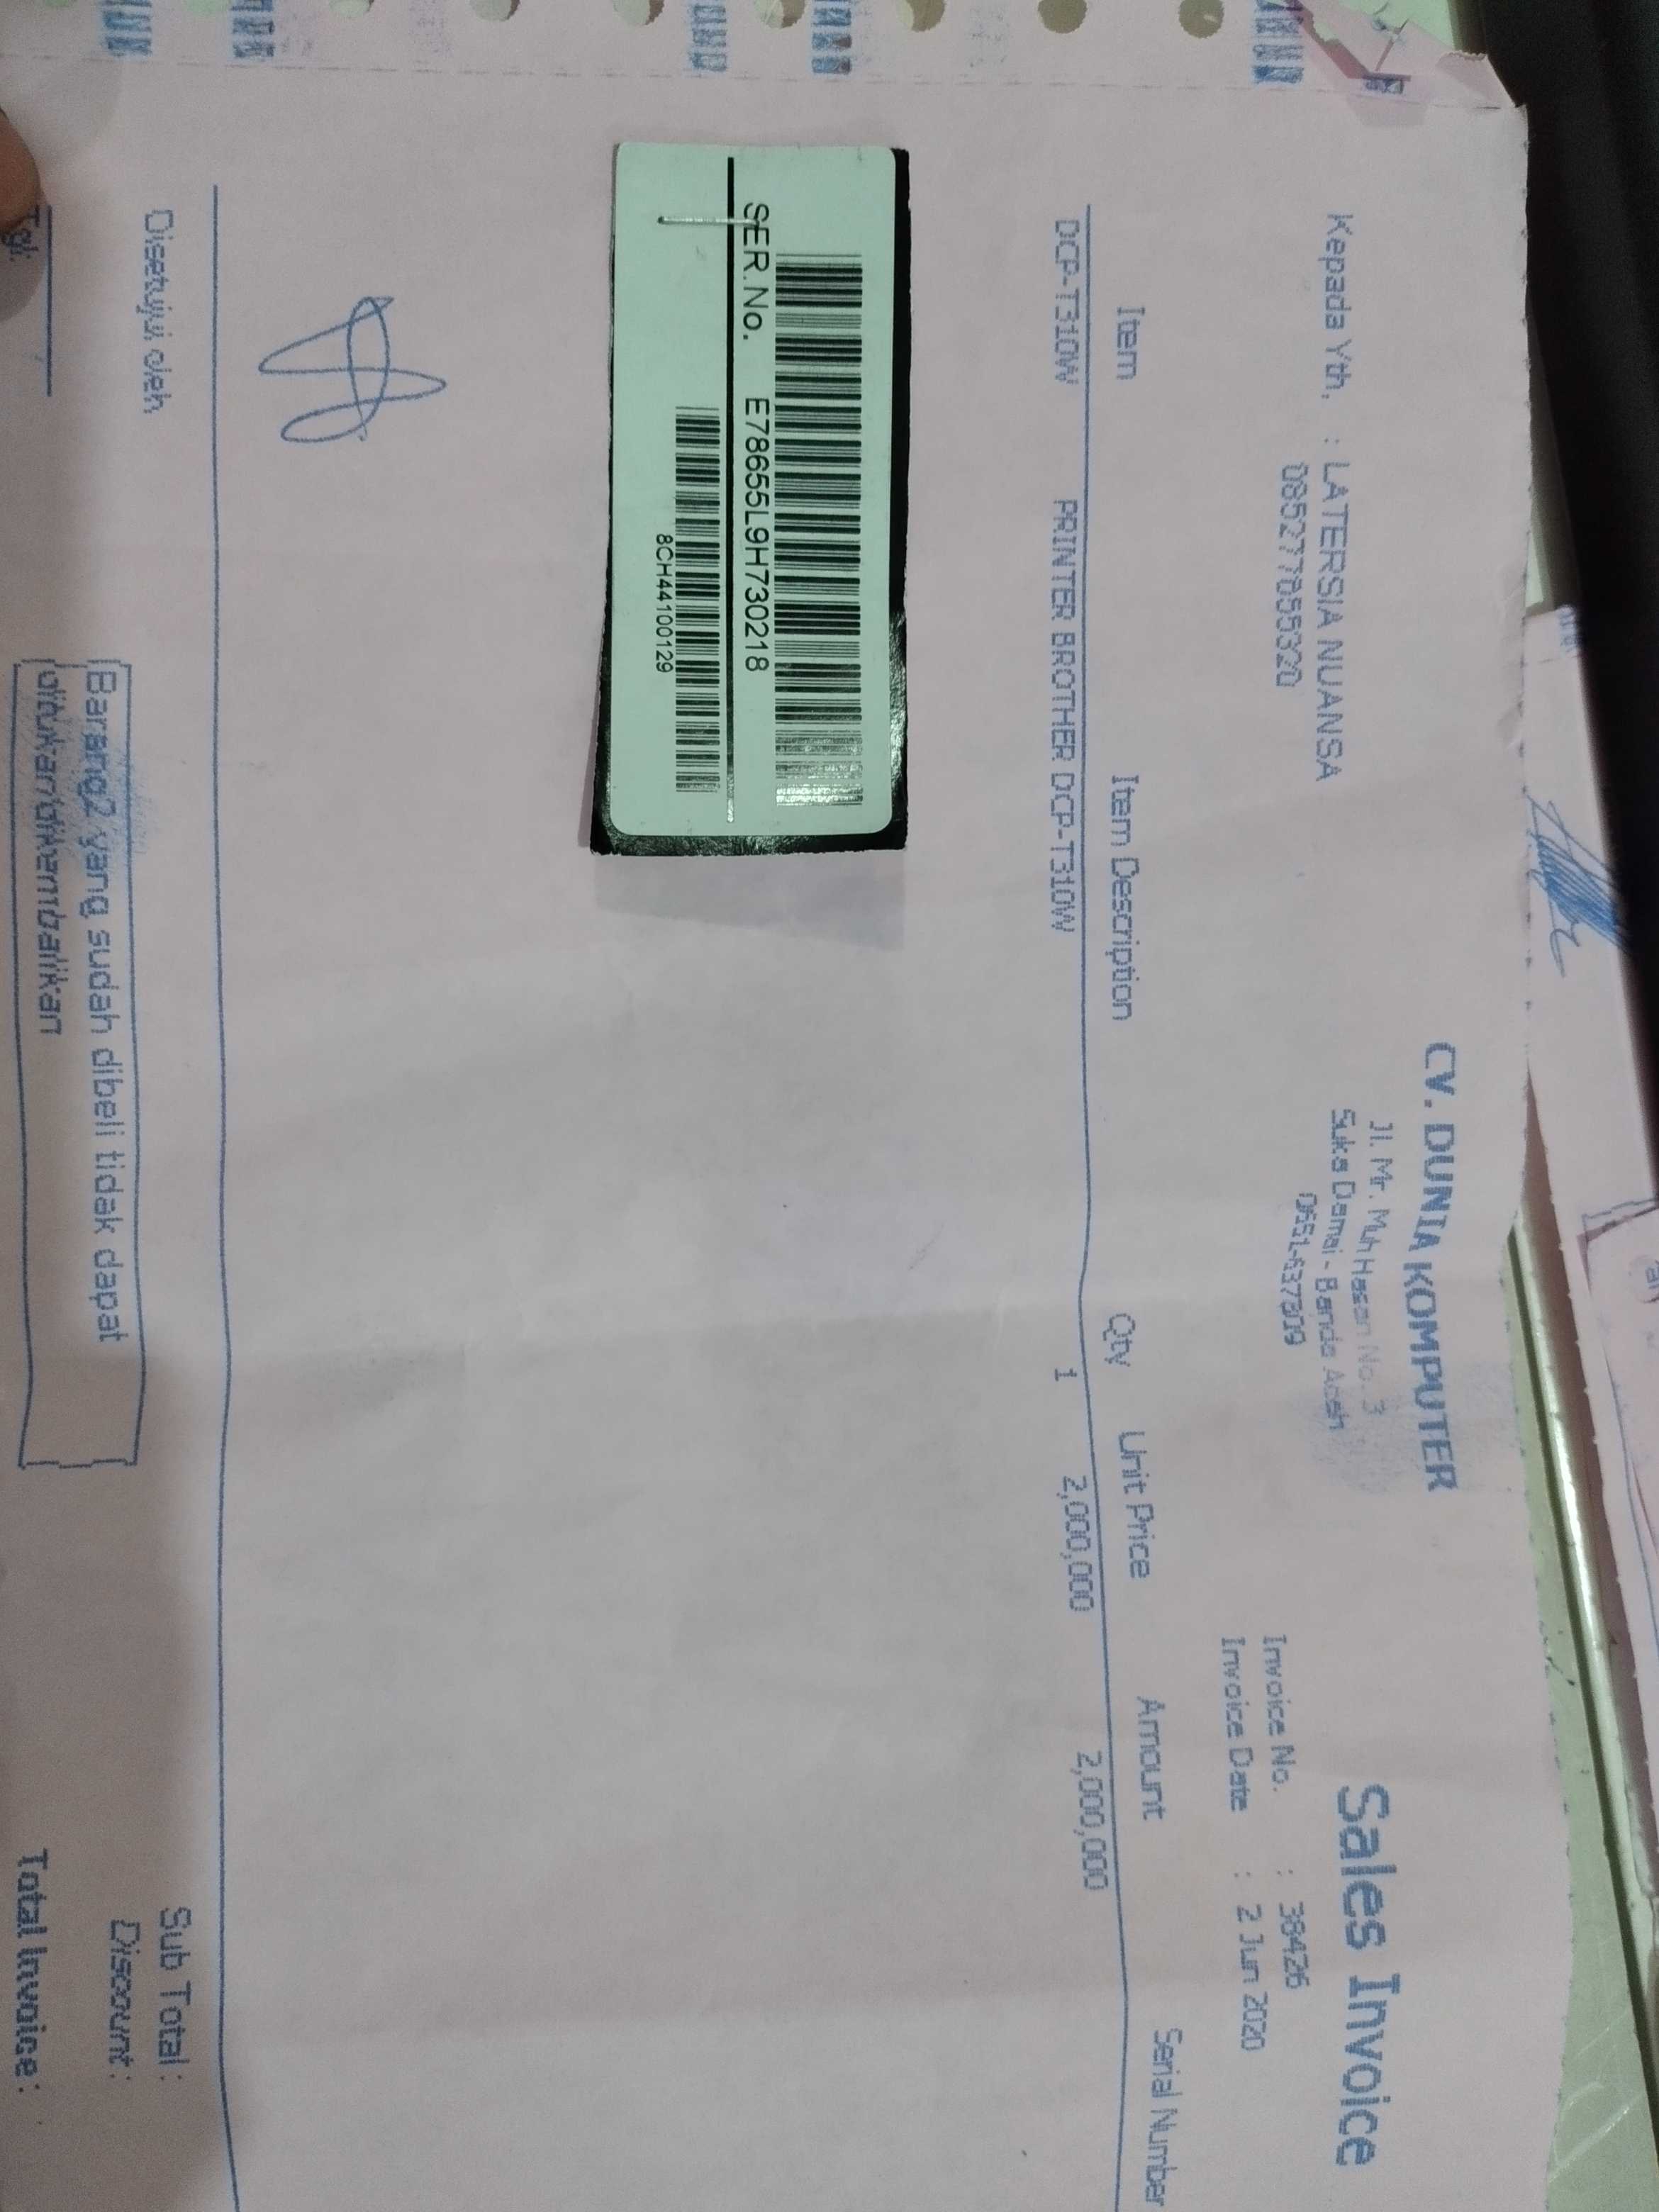 CV. DUNIA KOMPUTER
Jl. Mr. Muh Hasan No. 3
Suka Damai - Banda Aceh
0651-637809
Sales Invoice
Kepada Yth. : LATERSIA NUANSA
085277855320
Invoice No. : 38426
Invoice Date : 2 Jun 2020
Item Item Description Qty Unit Price Amount Serial Number
DCP-T310W PRINTER BROTHER DCP-T310W 1 2,000,000 2,000,000
SER.No. E78655L9H730218
8CH44100129
Disetujui oleh
Tgl.
Barang2 yang sudah dibeli tidak dapat
ditukar/dikembalikan
Sub Total :
Discount :
Total Invoice :